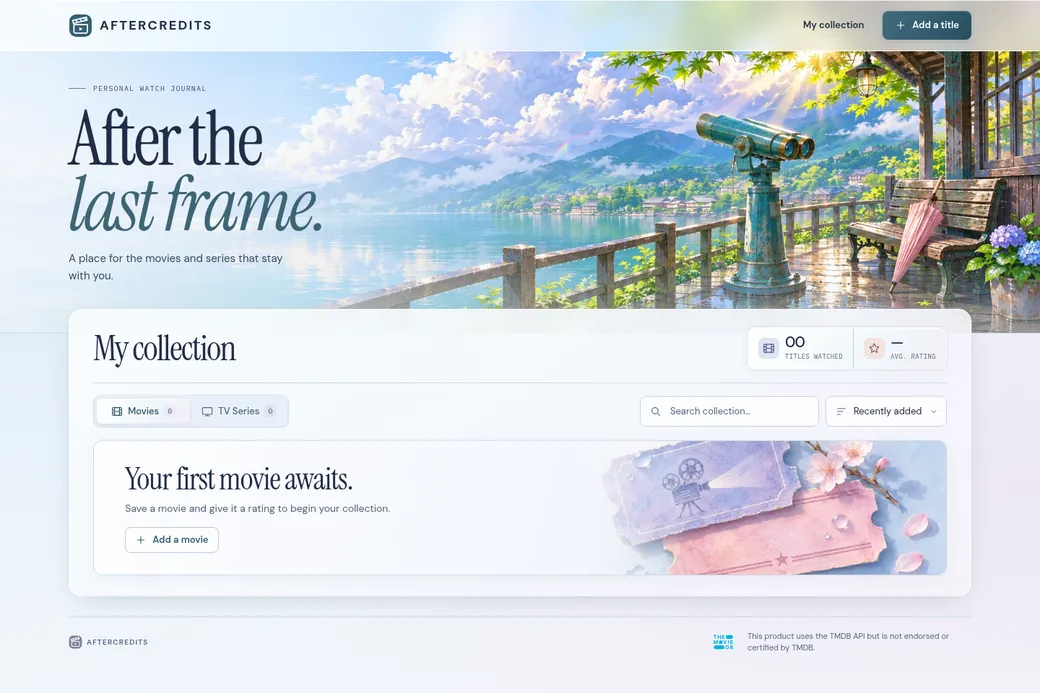 AFTERCREDITS
My collection
Add a title
PERSONAL WATCH JOURNAL
After the
last frame.
A place for the movies and series that stay
with you.
My collection
00
TITLES WATCHED
—
AVG. RATING
Movies 0
TV Series 0
Search collection...
Recently added
Your first movie awaits.
Save a movie and give it a rating to begin your collection.
Add a movie
AFTERCREDITS
THE
MOVIE
DB
This product uses the TMDB API but is not endorsed or
certified by TMDB.